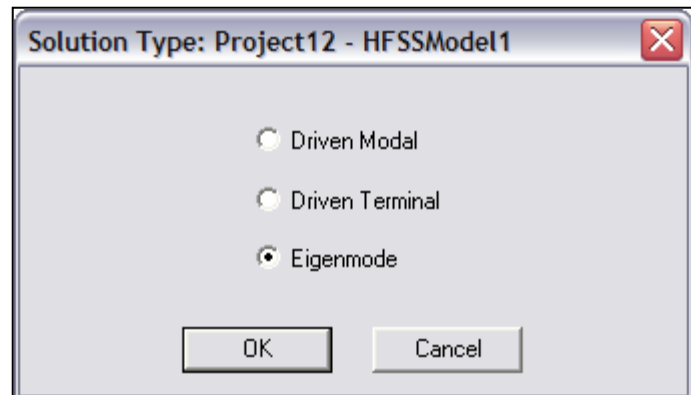 Solution Type: Project12 - HFSSModel1
Driven Modal
Driven Terminal
Eigenmode
OK
Cancel